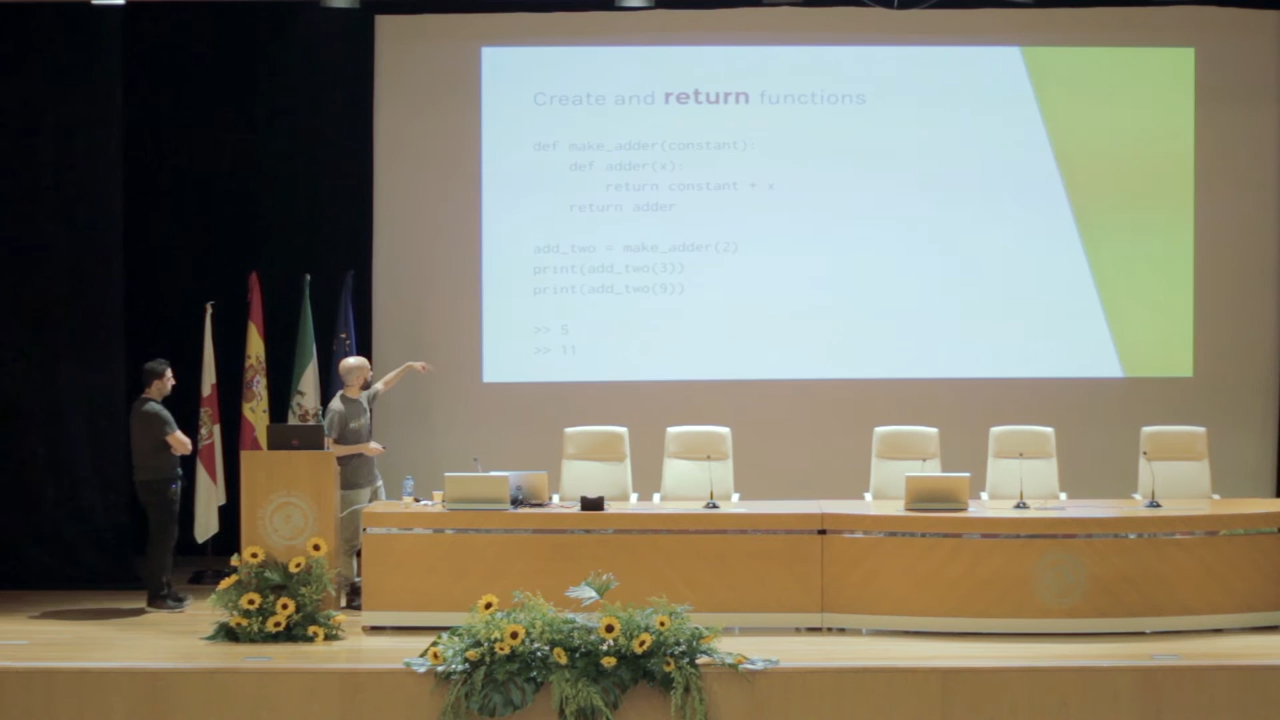 Create and return functions
def make_adder(constant):
    def adder(x):
        return constant + x
    return adder
add_two = make_adder(2)
print(add_two(3))
print(add_two(9))
>> 5
>> 11